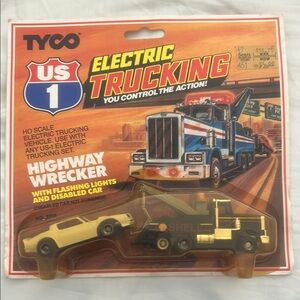 TYCO
US
1
ELECTRIC
TRUCKING
YOU CONTROL THE ACTION!
HO SCALE
ELECTRIC TRUCKING
VEHICLE. USE WITH
ANY US-1 ELECTRIC
TRUCKING SET.
HIGHWAY
WRECKER
WITH FLASHING LIGHTS
AND DISABLED CAR
SHELL